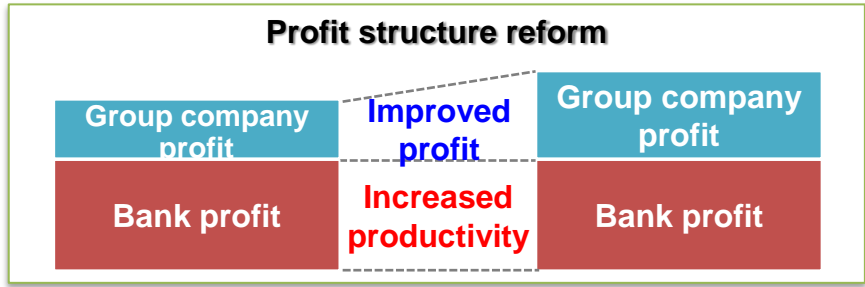 Profit structure reform
Group company
profit
Bank profit
Improved
profit
Increased
productivity
Group company
profit
Bank profit